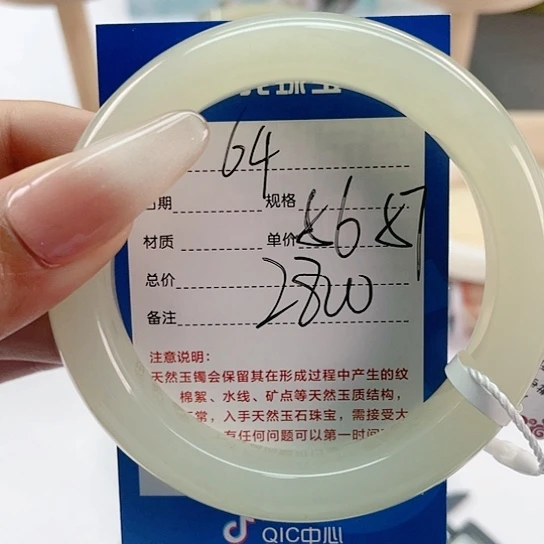 珠宝
64
日期 规格
材质 单价
总价 2800
备注
注意说明:
天然玉镯会保留其在形成过程中产生的纹
棉絮、水线、矿点等天然玉质结构，
常，入手天然玉石珠宝，需接受大
有任何问题可以第一时间
QIC中心